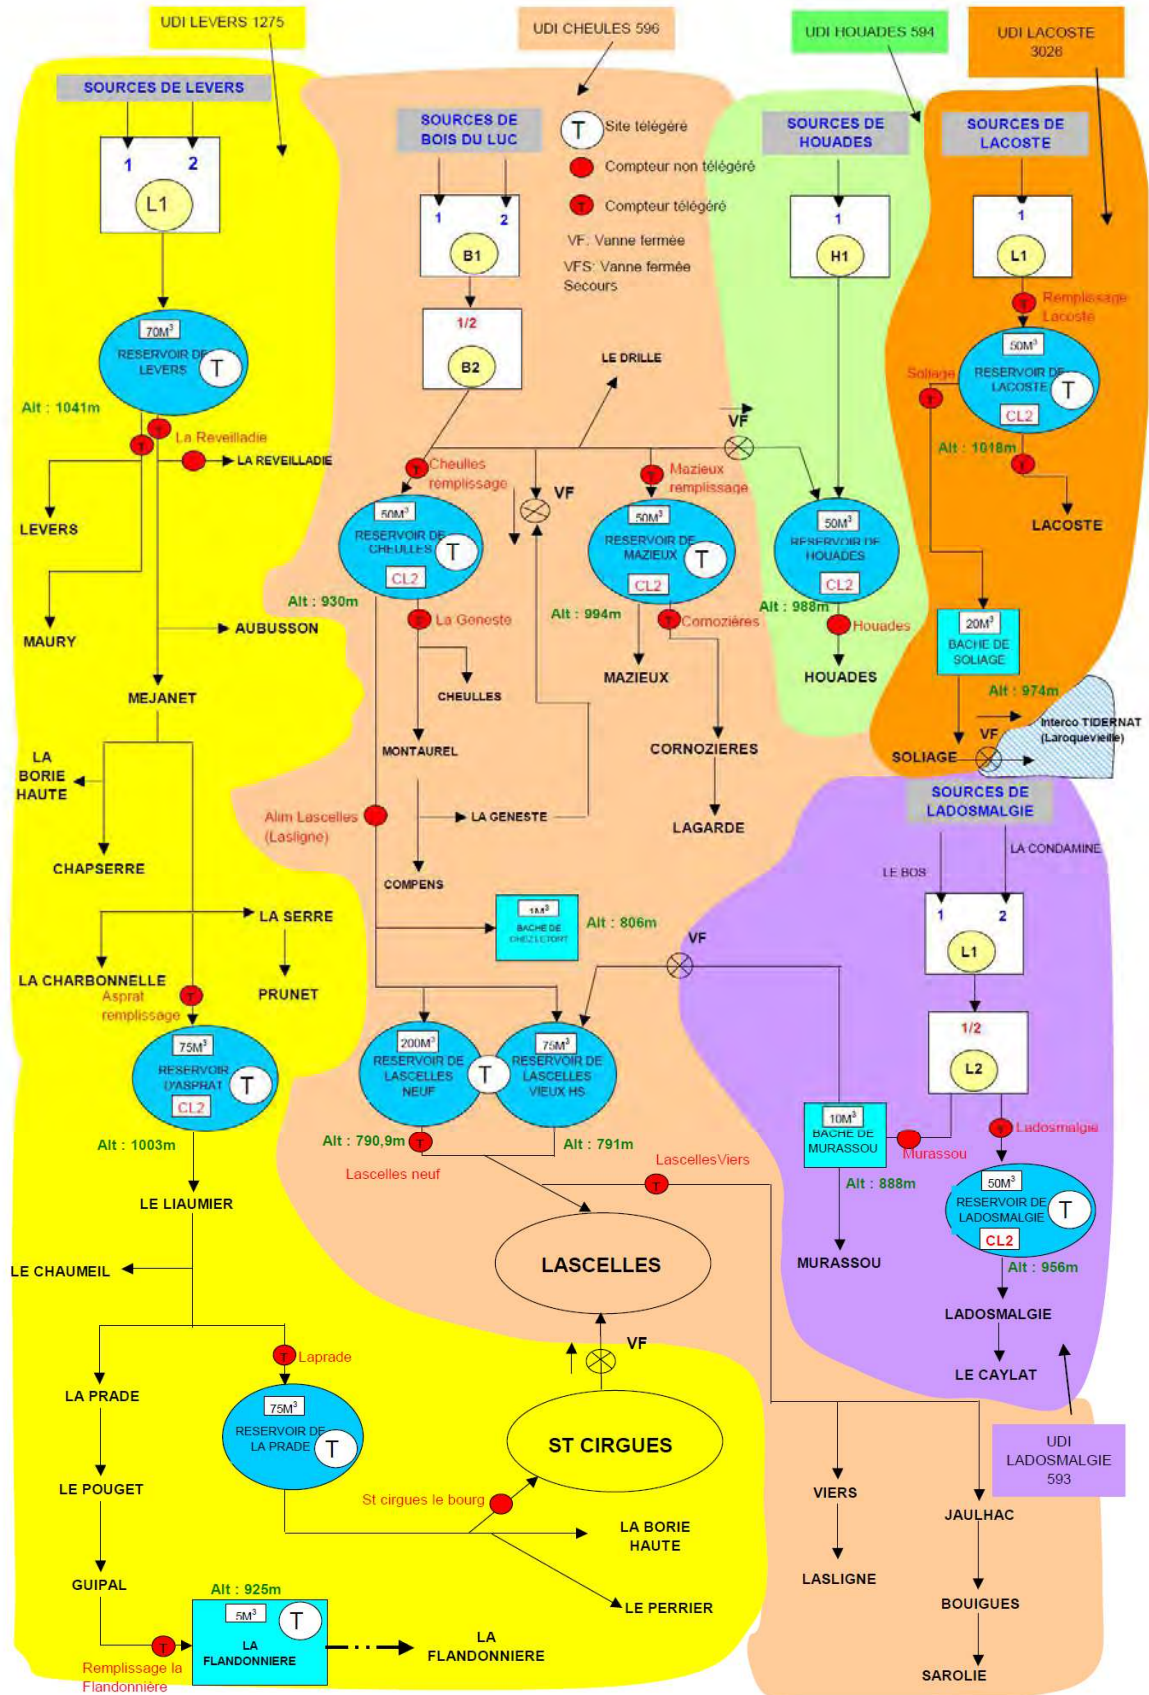 UDI LEVERS 1275
UDI CHEULES 596
UDI HOUADES 594
UDI LACOSTE
3026
SOURCES DE LEVERS
1
2
L1
70M³
RESERVOIR DE
LEVERS
T
Alt : 1041m
T
T
La Reveilladie
LA REVEILLADIE
LEVERS
MAURY
AUBUSSON
MEJANET
LA
BORIE
HAUTE
CHAPSERRE
LA SERRE
LA CHARBONNELLE
PRUNET
Asprat
remplissage
T
75M³
RESERVOIR
D'ASPRAT
CL2
T
Alt : 1003m
LE LIAUMIER
LE CHAUMEIL
T
Laprade
LA PRADE
75M³
RESERVOIR DE
LA PRADE
T
LE POUGET
GUIPAL
Alt : 925m
5M³
T
LA
FLANDONNIERE
T
Remplissage la
Flandonnière
LA
FLANDONNIERE
ST CIRGUES
St cirgues le bourg
LA BORIE
HAUTE
LE PERRIER
SOURCES DE
BOIS DU LUC
1
2
B1
1/2
B2
T
Site télégéré
Compteur non télégéré
T
Compteur télégéré
VF: Vanne fermée
VFS: Vanne fermée
Secours
LE DRILLE
VF
T
Cheulles
remplissage
VF
T
Mazieux
remplissage
50M³
RESERVOIR DE
CHEULLES
T
CL2
Alt : 930m
T
La Geneste
CHEULLES
MONTAUREL
LA GENESTE
COMPENS
50M³
RESERVOIR DE
MAZIEUX
T
CL2
Alt : 994m
T
Cornozières
MAZIEUX
CORNOZIERES
LAGARDE
Alim Lascelles
(Lasligne)
1M³
BACHE DE
CHEZ LETORT
Alt : 806m
VF
200M³
RESERVOIR DE
LASCELLES
NEUF
T
75M³
RESERVOIR DE
LASCELLES
VIEUX HS
Alt : 790,9m
T
Alt : 791m
Lascelles neuf
LascellesViers
T
LASCELLES
VF
VIERS
LASLIGNE
JAULHAC
BOUIGUES
SAROLIE
SOURCES DE
HOUADES
1
H1
50M³
RESERVOIR DE
HOUADES
CL2
Alt : 988m
Houades
HOUADES
SOURCES DE
LACOSTE
1
L1
T
Remplissage
Lacoste
50M³
RESERVOIR DE
LACOSTE
T
CL2
Soliage
T
Alt : 1018m
T
LACOSTE
20M³
BACHE DE
SOLIAGE
Alt : 974m
VF
SOLIAGE
Interco TIDERNAT
(Laroquevieille)
SOURCES DE
LADOSMALGIE
LE BOS
LA CONDAMINE
1
2
L1
1/2
L2
10M³
BACHE DE
MURASSOU
Murassou
Alt : 888m
MURASSOU
T
Ladosmalgie
50M³
RESERVOIR DE
LADOSMALGIE
T
CL2
Alt : 956m
LADOSMALGIE
LE CAYLAT
UDI
LADOSMALGIE
593